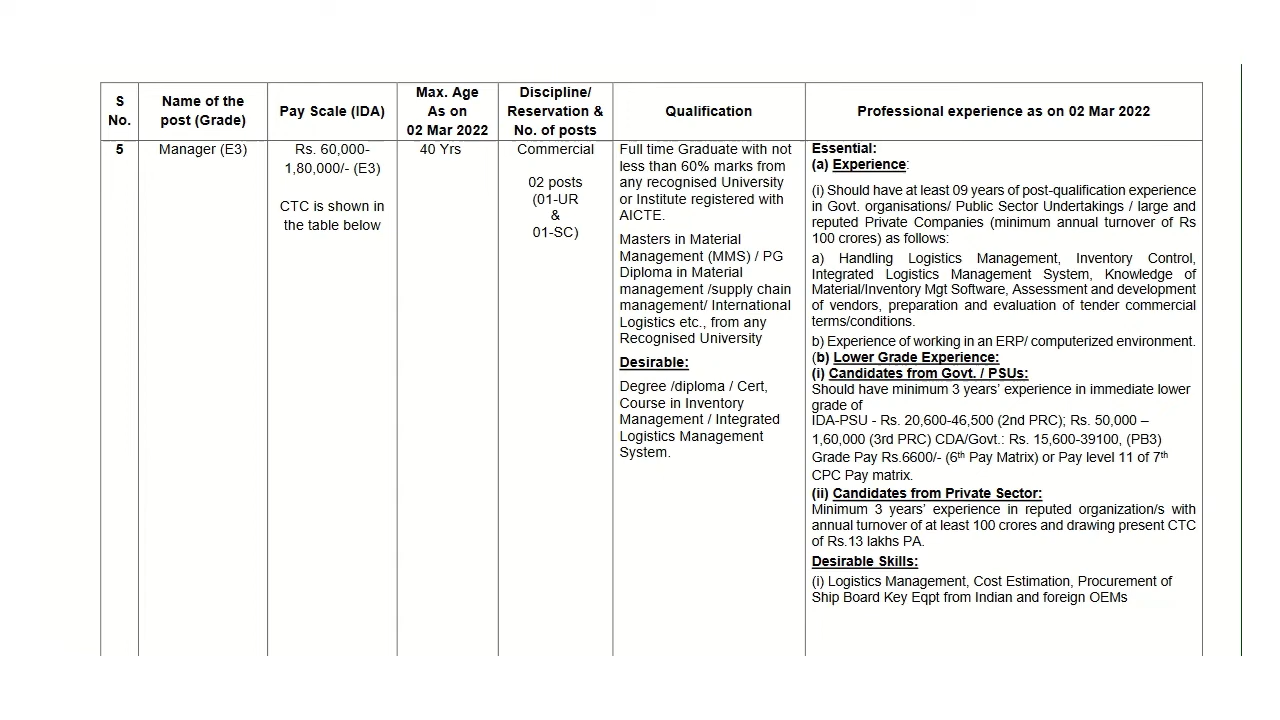 S No.
Name of the post (Grade)
Pay Scale (IDA)
Max. Age As on 02 Mar 2022
Discipline/ Reservation & No. of posts
Qualification
Professional experience as on 02 Mar 2022
5
Manager (E3)
Rs. 60,000-
1,80,000/- (E3)
CTC is shown in
the table below
40 Yrs
Commercial
02 posts
(01-UR
&
01-SC)
Full time Graduate with not
less than 60% marks from
any recognised University
or Institute registered with
AICTE.
Masters in Material
Management (MMS) / PG
Diploma in Material
management /supply chain
management/ International
Logistics etc., from any
Recognised University
Desirable:
Degree /diploma / Cert,
Course in Inventory
Management / Integrated
Logistics Management
System.
Essential:
(a) Experience:
(i) Should have at least 09 years of post-qualification experience
in Govt. organisations/ Public Sector Undertakings / large and
reputed Private Companies (minimum annual turnover of Rs
100 crores) as follows:
a) Handling Logistics Management, Inventory Control,
Integrated Logistics Management System, Knowledge of
Material/Inventory Mgt Software, Assessment and development
of vendors, preparation and evaluation of tender commercial
terms/conditions.
b) Experience of working in an ERP/ computerized environment.
(b) Lower Grade Experience:
(i) Candidates from Govt. / PSUs:
Should have minimum 3 years' experience in immediate lower
grade of
IDA-PSU - Rs. 20,600-46,500 (2nd PRC); Rs. 50,000 –
1,60,000 (3rd PRC) CDA/Govt.: Rs. 15,600-39100, (PB3)
Grade Pay Rs.6600/- (6th Pay Matrix) or Pay level 11 of 7th
CPC Pay matrix.
(ii) Candidates from Private Sector:
Minimum 3 years' experience in reputed organization/s with
annual turnover of at least 100 crores and drawing present CTC
of Rs.13 lakhs PA.
Desirable Skills:
(i) Logistics Management, Cost Estimation, Procurement of
Ship Board Key Eqpt from Indian and foreign OEMs